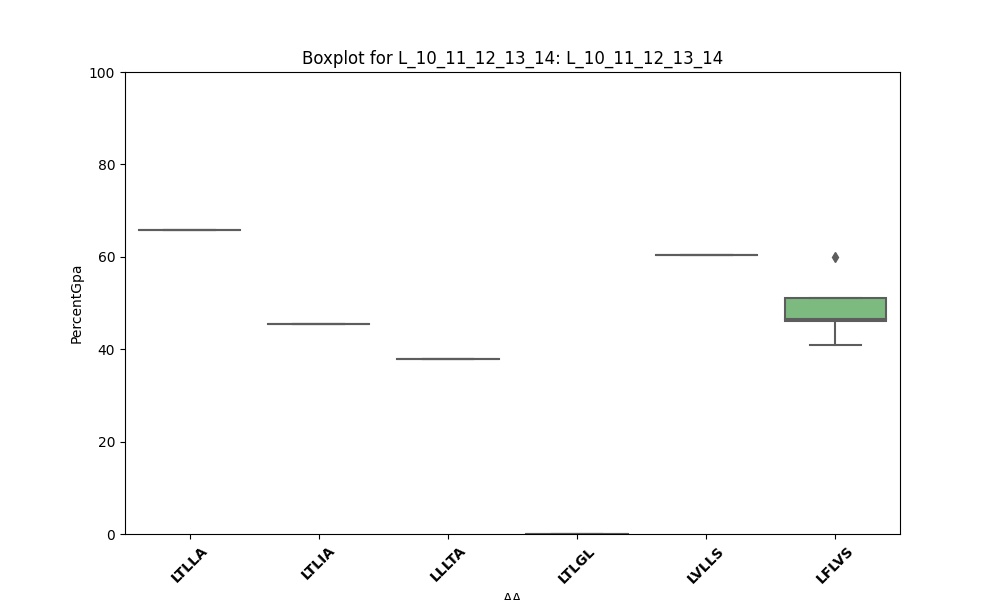 Boxplot for L_10_11_12_13_14: L_10_11_12_13_14
100
80
60
40
20
0
PercentGpa
LTLLA
LTLIA
LLLTA
LTLGL
LVLLS
LFLVS
AA